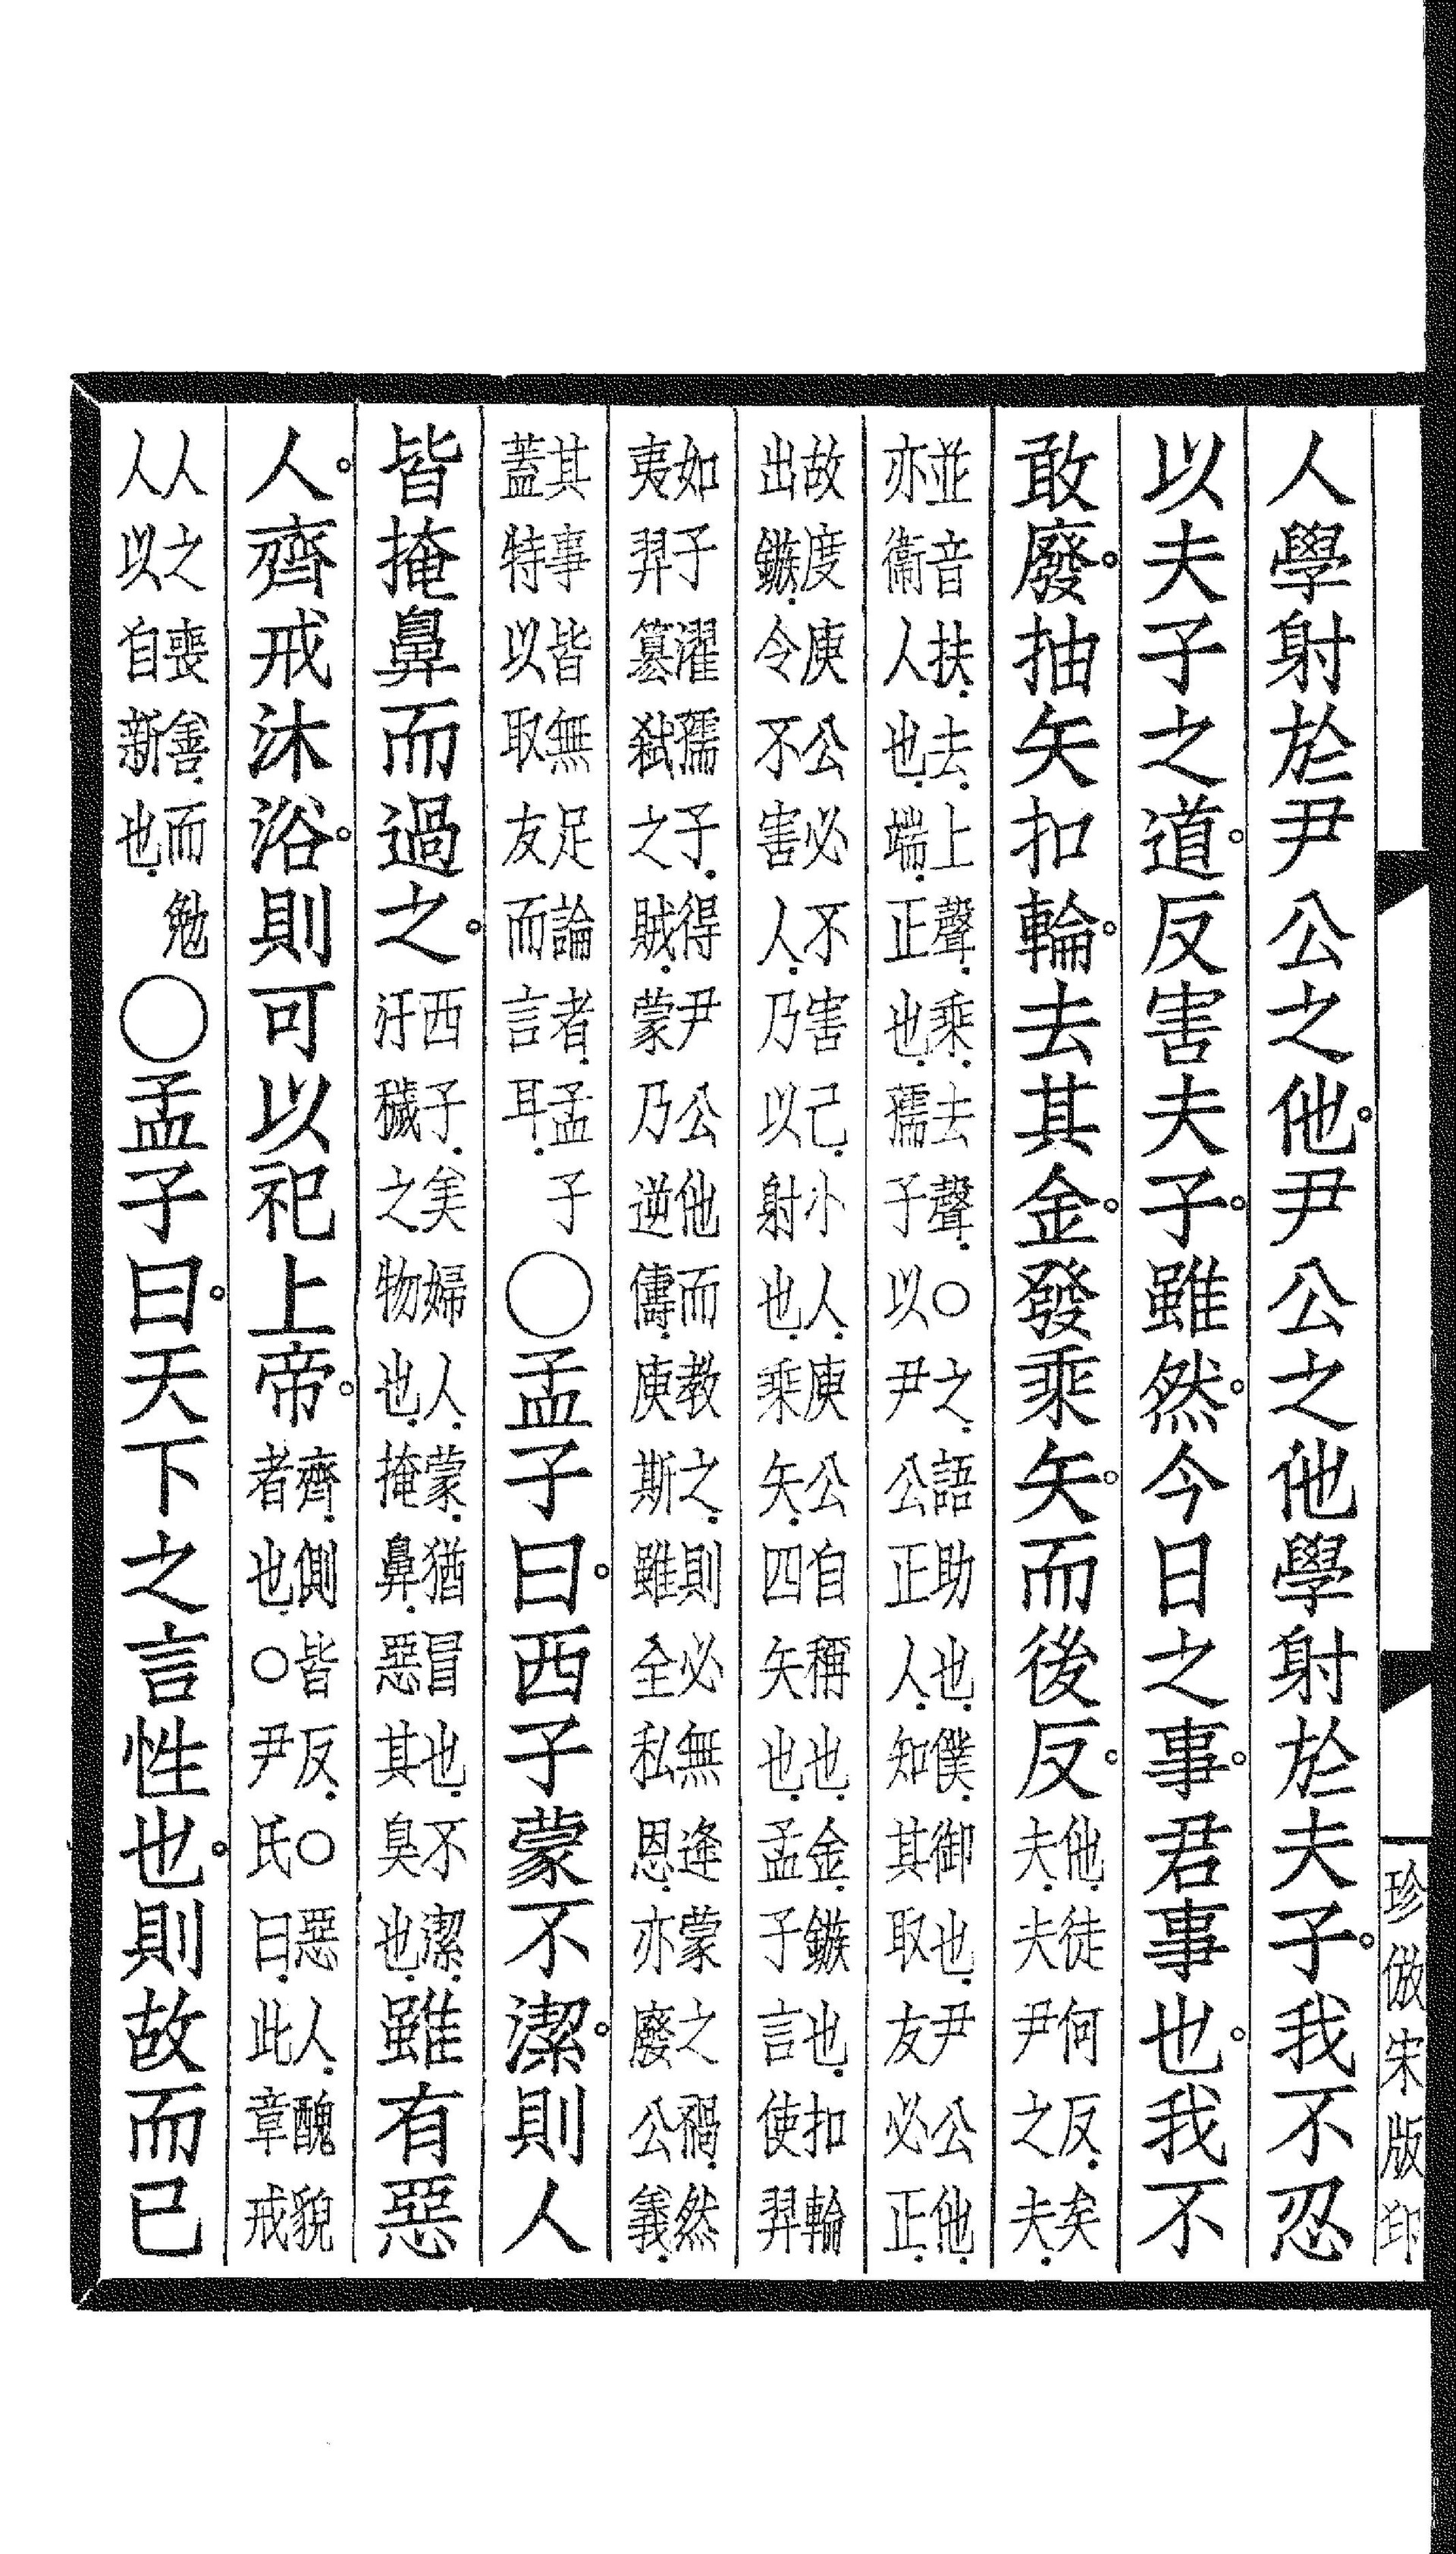 珍倣宋版印
人學射於尹公之他。尹公之他學射於夫子。我不忍
以夫子之道。反害夫子。雖然。今日之事。君事也。我不
敢廢。抽矢扣輪。去其金。發乘矢。而後反。他.徒何反.矣夫.夫尹之夫.
並音扶.去.上聲.乘.去聲.○之.語助也.僕.御也.尹公他.
亦衞人也.端.正也.孺子以尹公正人.知其取友必正.
故度庾公必不害己.小人.庾公自稱也.金.鏃也.扣輪
出鏃.令不害人.乃以射也.乘矢.四矢也.孟子言使羿
如子濯孺子.得尹公他而教之.則必無逄蒙之禍.然
夷羿篡弑之賊.蒙乃逆儔.庾斯雖全私恩.亦廢公義.
其事皆無足論者.孟子蓋特以取友而言耳.○孟子曰。西子蒙不潔。則人
皆掩鼻而過之。西子.美婦人.蒙.猶冒也.不潔.汙穢之物也.掩鼻.惡其臭也.雖有惡
人。齊戒沐浴。則可以祀上帝。齊.側皆反.○惡人.醜貌者也.○尹氏曰.此章戒
人之喪善.而勉人以自新也.○孟子曰。天下之言性也。則故而已